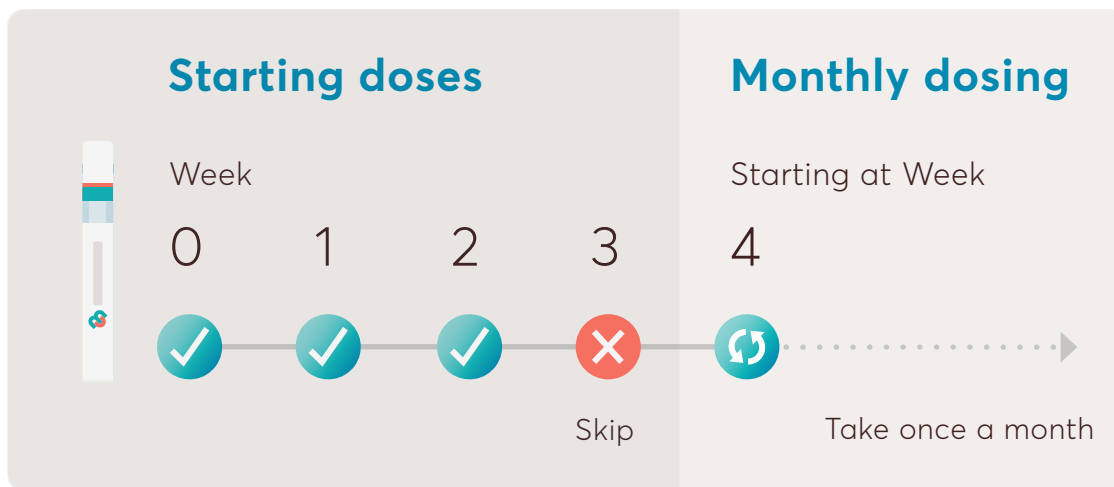 Starting doses
Week
0 1 2 3
Skip
Monthly dosing
Starting at Week
4
Take once a month